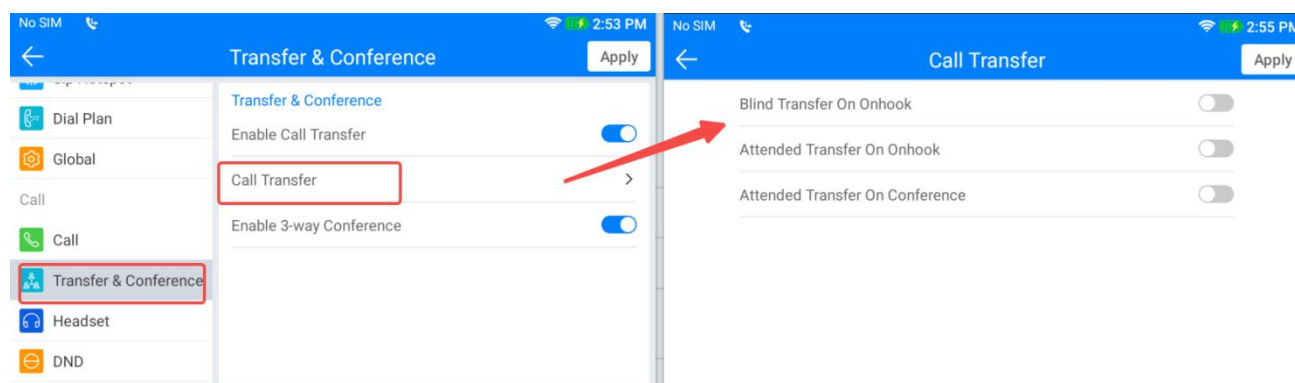 No SIM
2:53 PM
Transfer & Conference
Apply
Dial Plan
Global
Call
Call
Transfer & Conference
Headset
DND
Transfer & Conference
Enable Call Transfer
Call Transfer
Enable 3-way Conference
No SIM
2:55 PM
Call Transfer
Apply
Blind Transfer On Onhook
Attended Transfer On Onhook
Attended Transfer On Conference